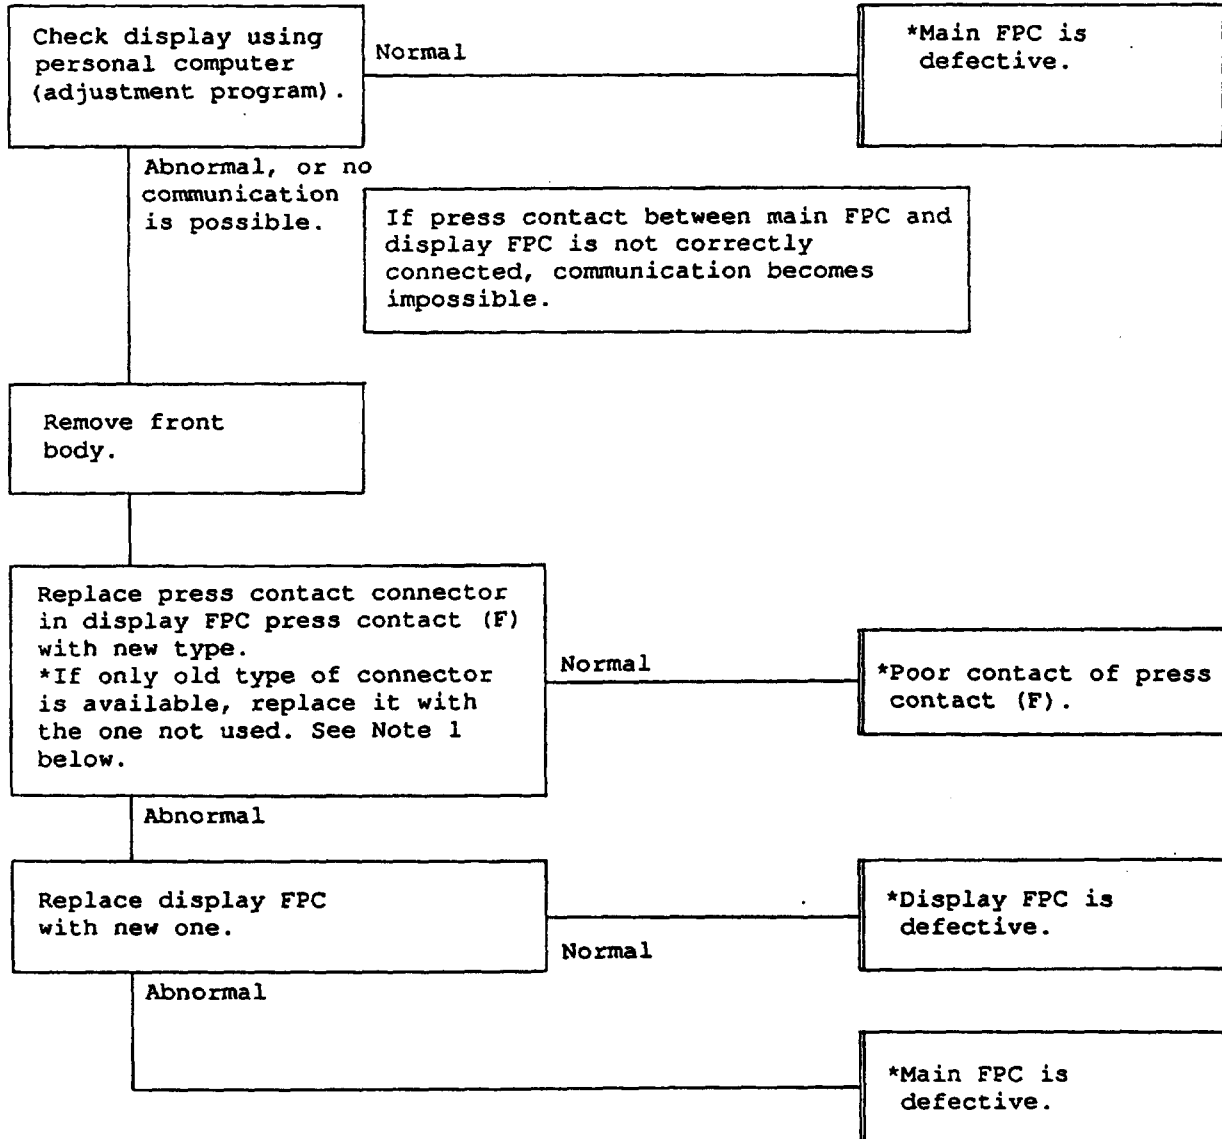 Check display using
personal computer
(adjustment program).
Normal
*Main FPC is
defective.
Abnormal, or no
communication
is possible.
If press contact between main FPC and
display FPC is not correctly
connected, communication becomes
impossible.
Remove front
body.
Replace press contact connector
in display FPC press contact (F)
with new type.
*If only old type of connector
is available, replace it with
the one not used. See Note 1
below.
Normal
*Poor contact of press
contact (F).
Abnormal
Replace display FPC
with new one.
Normal
*Display FPC is
defective.
Abnormal
*Main FPC is
defective.